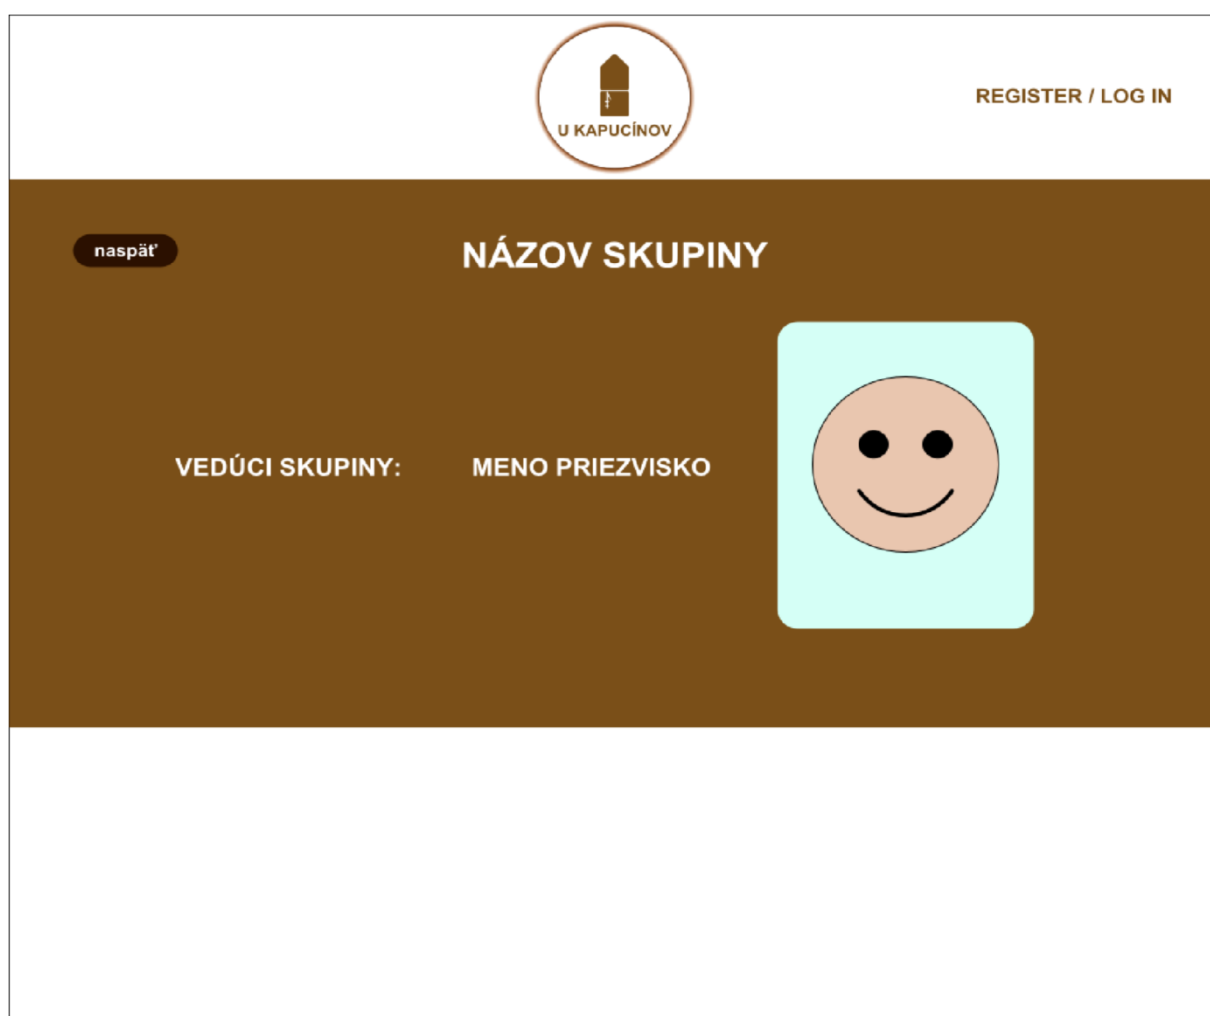 U KAPUCÍNOV
REGISTER / LOG IN
naspäť
NÁZOV SKUPINY
VEDÚCI SKUPINY:
MENO PRIEZVISKO